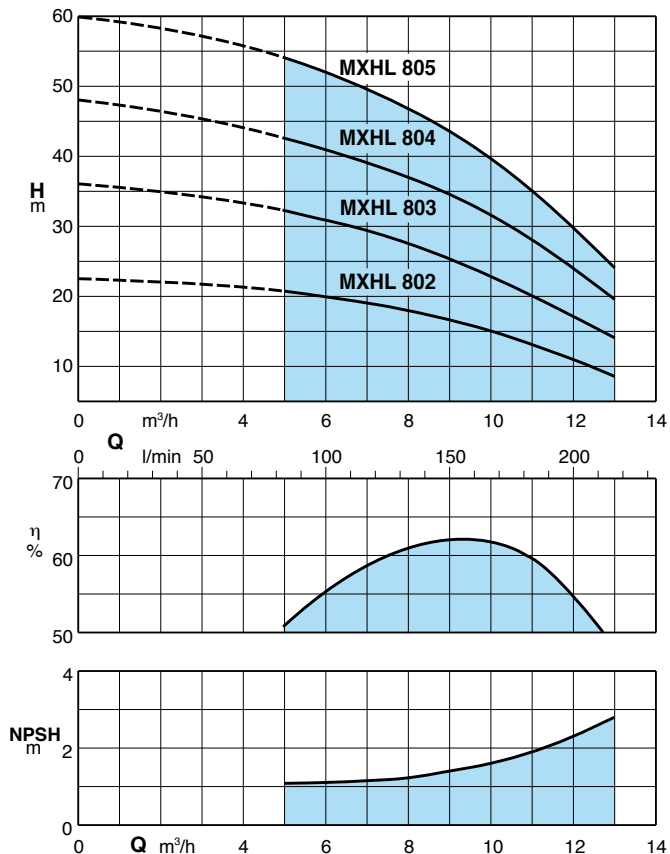 60
50
40
H
m
30
20
10
MXHL 805
MXHL 804
MXHL 803
MXHL 802
0 m³/h 4 6 8 10 12 14
Q
0 l/min 50 100 150 200
70
η
%
60
50
4
NPSH
m
2
0
0 Q m³/h 4 6 8 10 12 14